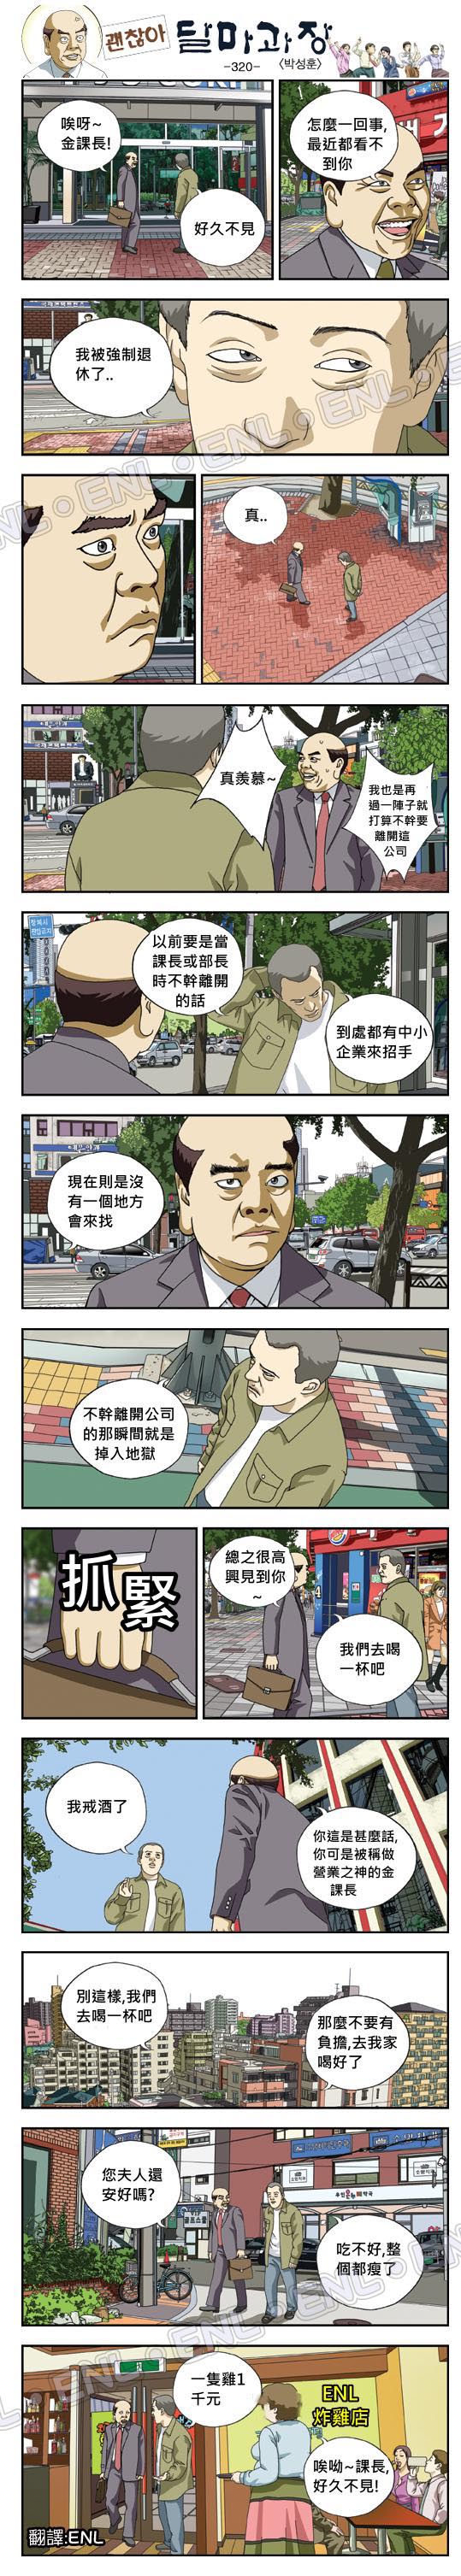 괜찮아
달마과장
-320-
<박성훈>
唉呀~
金課長!
好久不見
怎麼一回事,
最近都看不
到你
我被強制退
休了..
真..
真羨慕~
我也是再
過一陣子就
打算不幹要
離開這
公司
以前要是當
課長或部長
時不幹離開
的話
到處都有中小
企業來招手
現在則是沒
有一個地方
會來找
不幹離開公司
的那瞬間就是
掉入地獄
抓緊
總之很高
興見到你
~
我們去喝
一杯吧
我戒酒了
你這是甚麼話,
你可是被稱做
營業之神的金
課長
別這樣,我們
去喝一杯吧
那麼不要有
負擔,去我家
喝好了
您夫人還
安好嗎?
吃不好,整
個都瘦了
一隻雞1
千元
ENL
炸雞店
唉呦~課長,
好久不見!
翻譯:ENL